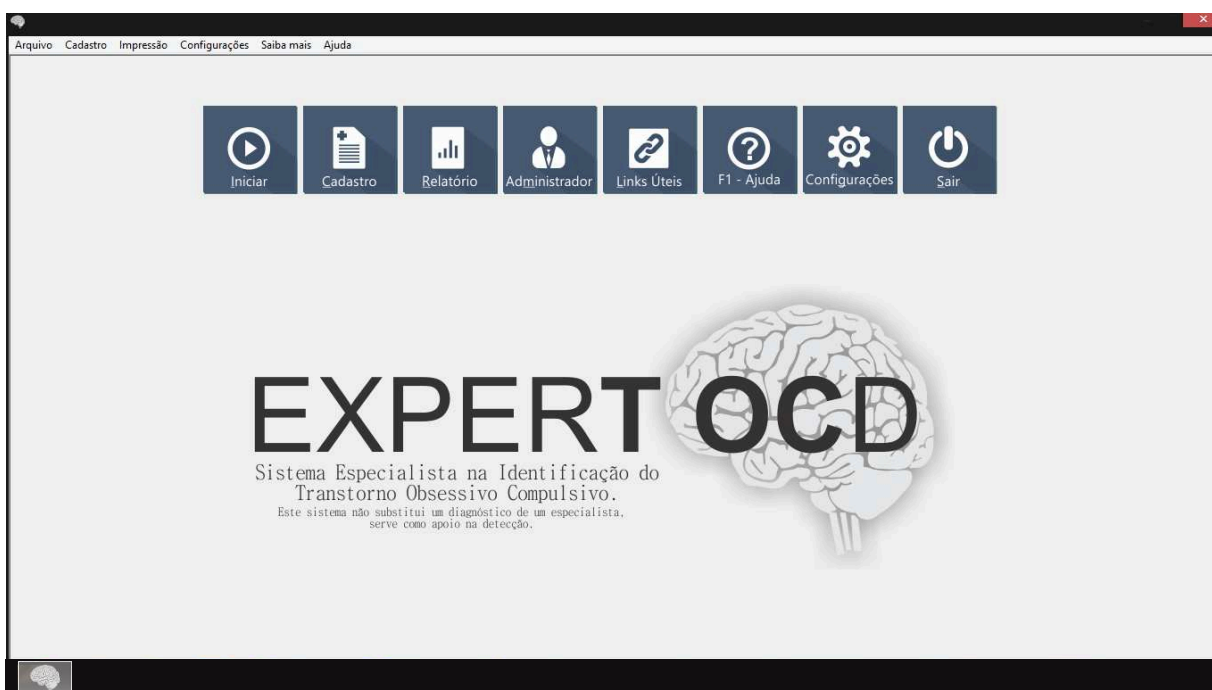 Arquivo Cadastro Impressão Configurações Saiba mais Ajuda
Iniciar Cadastro Relatório Administrador Links Úteis F1 - Ajuda Configurações Sair
EXPERT OCD
Sistema Especialista na Identificação do
Transtorno Obsessivo Compulsivo.
Este sistema não substitui um diagnóstico de um especialista,
serve como apoio na detecção.